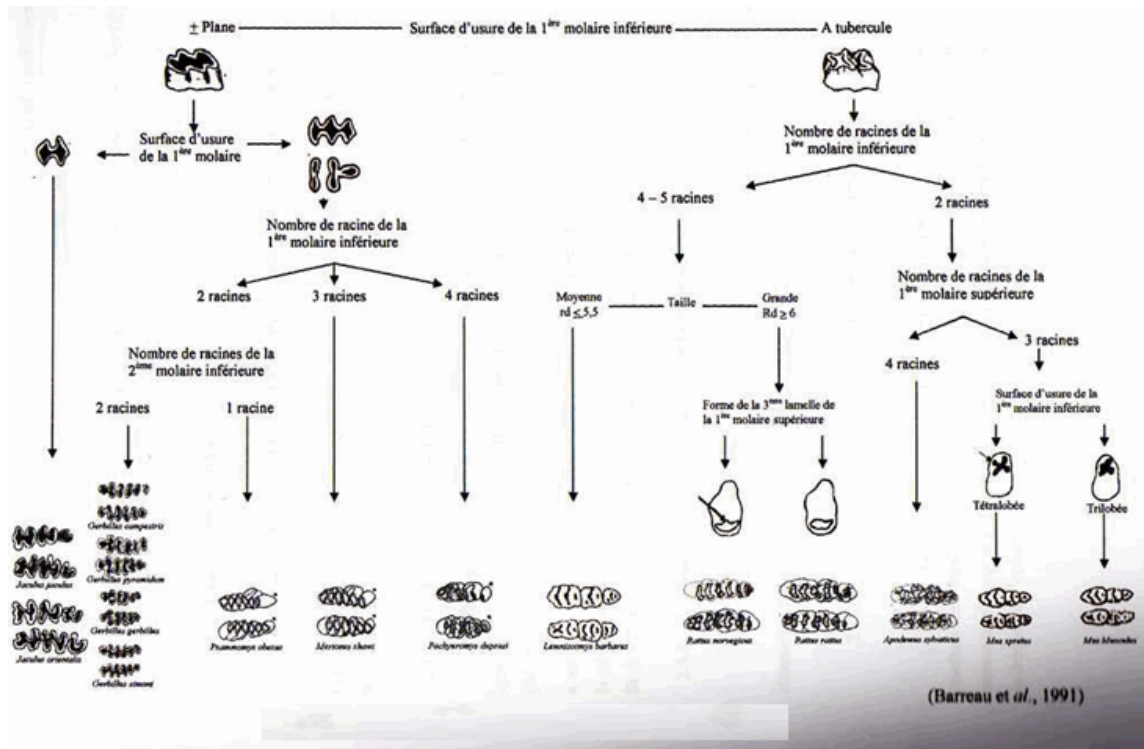 ± Plane
Surface d'usure de la 1ère molaire inférieure
A tubercule
Surface d'usure
de la 1ère molaire
Nombre de racines de la
1ère molaire inférieure
4 – 5 racines
2 racines
Nombre de racine de la
1ère molaire inférieure
Nombre de racines de la
1ère molaire supérieure
2 racines
3 racines
4 racines
Moyenne
rd ≤ 5,5
Taille
Grande
Rd ≥ 6
4 racines
3 racines
Nombre de racines de la
2ème molaire inférieure
2 racines
1 racine
Forme de la 3ème lamelle de
la 1ère molaire supérieure
Surface d'usure de la
1ère molaire inférieure
Tétralobée
Trilobée
Gerbillus campestris
Gerbillus pyramidum
Gerbillus gerbillus
Gerbillus
Jaculus jaculus
Jaculus orientalis
Psammomys obesus
Meriones shawi
Pachyuromys duprasi
Lemniscomys barbarus
Rattus norvegicus
Rattus rattus
Apodemus sylvaticus
Mus spretus
Mus
(Barreau et al., 1991)